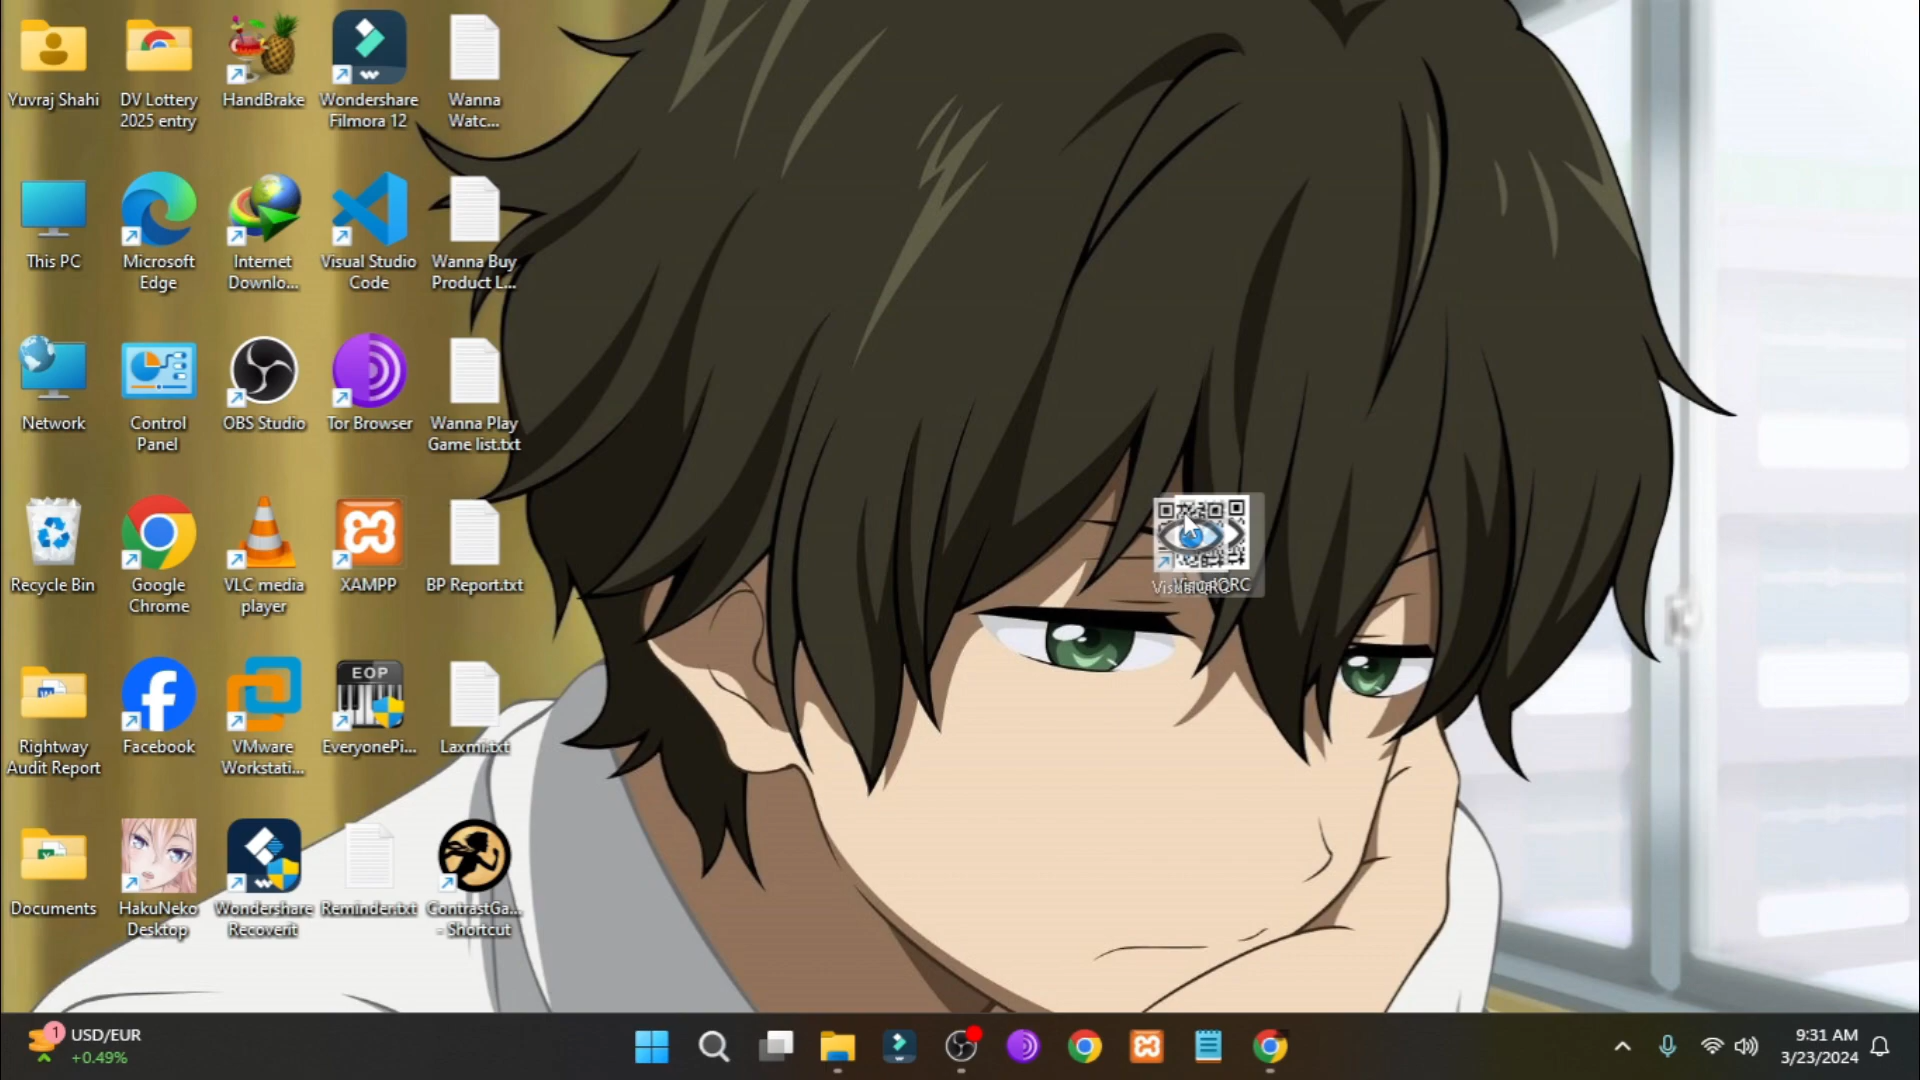 Yuvraj Shahi
DV Lottery
2025 entry
HandBrake
Wondershare
Filmora 12
Wanna
Watc...
This PC
Microsoft
Edge
Internet
Downlo...
Visual Studio
Code
Wanna Buy
Product L...
Network
Control
Panel
OBS Studio
Tor Browser
Wanna Play
Game list.txt
Recycle Bin
Google
Chrome
VLC media
player
XAMPP
BP Report.txt
VisualQRC
Rightway
Audit Report
Facebook
VMware
Workstati...
EOP
EveryonePi...
Laxmi.txt
Documents
HakuNeko
Desktop
Wondershare
Recoverit
Reminder.txt
ContrastGa...
- Shortcut
1
USD/EUR
+0.49%
9:31 AM
3/23/2024